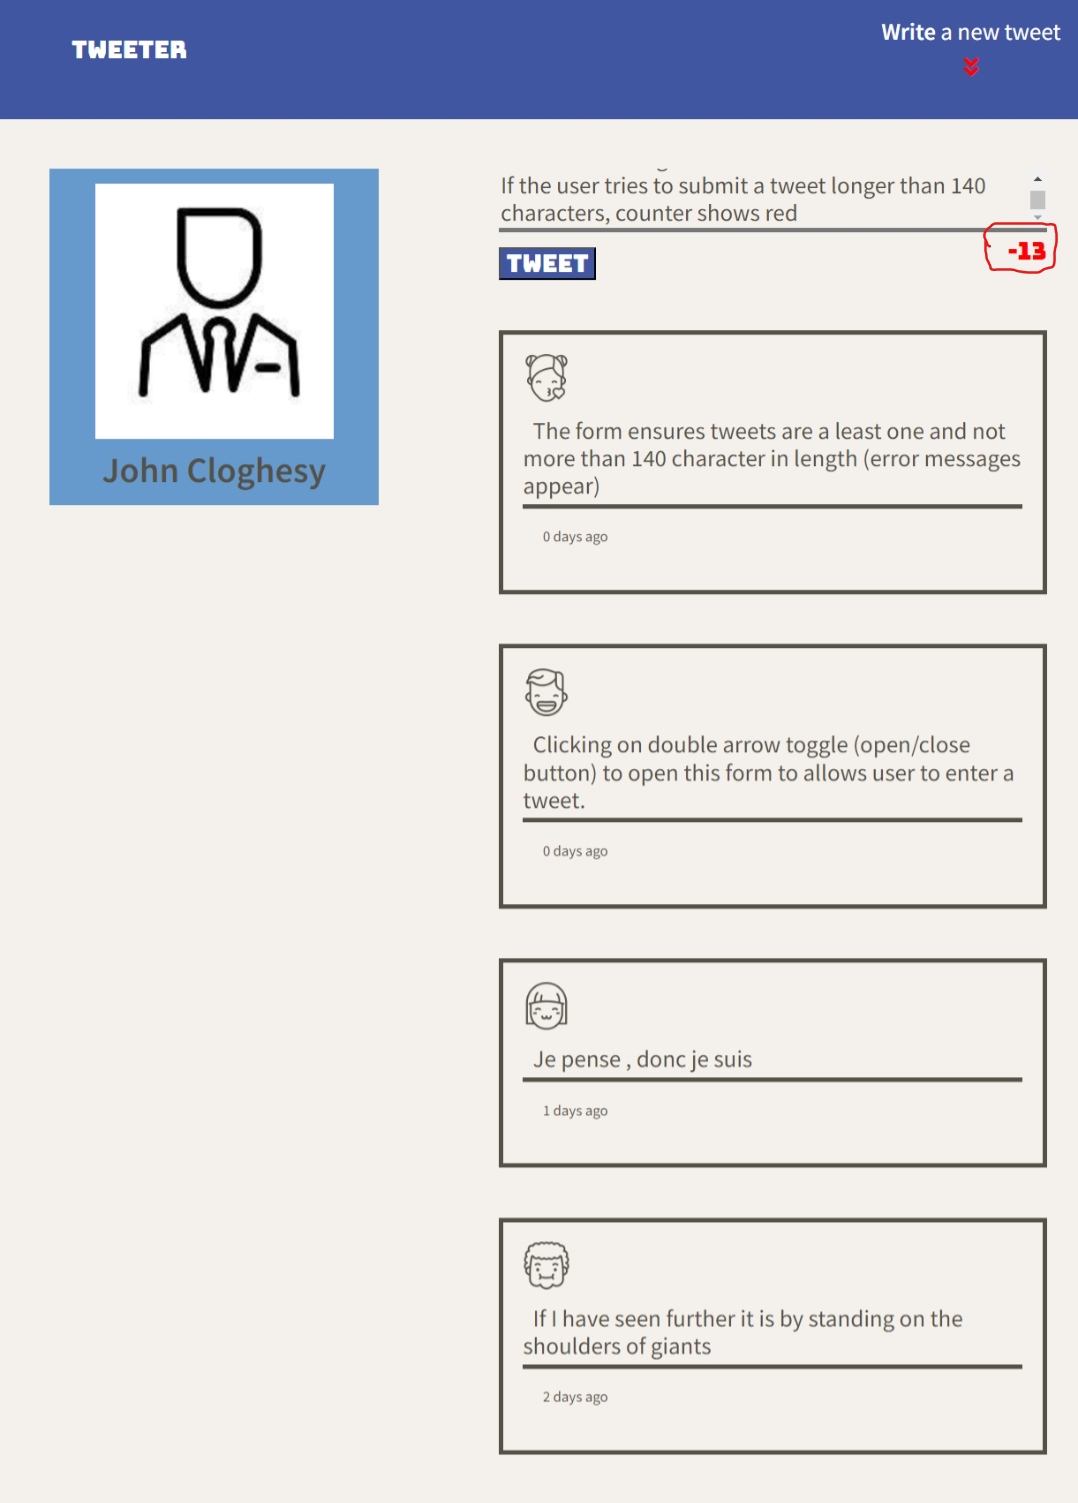 TWEETER
Write a new tweet
John Cloghesy
If the user tries to submit a tweet longer than 140
characters, counter shows red
TWEET
-13
The form ensures tweets are a least one and not
more than 140 character in length (error messages
appear)
0 days ago
Clicking on double arrow toggle (open/close
button) to open this form to allows user to enter a
tweet.
0 days ago
Je pense , donc je suis
1 days ago
If I have seen further it is by standing on the
shoulders of giants
2 days ago